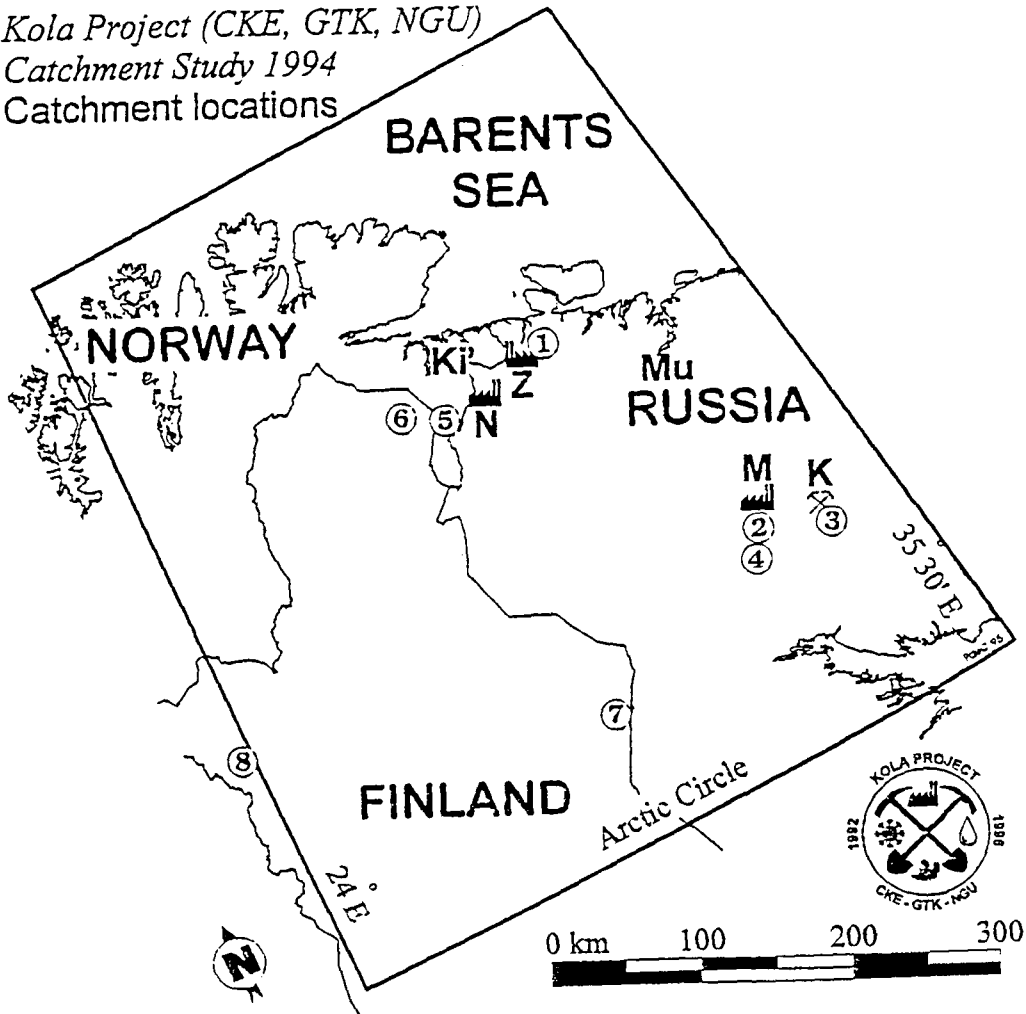 Kola Project (CKE, GTK, NGU)
Catchment Study 1994
Catchment locations
BARENTS
SEA
NORWAY
Ki
Z
1
Mu
RUSSIA
6
5
N
M
K
2
3
4
35°30' E
7
8
FINLAND
Arctic Circle
24°E
KOLA PROJECT
1992
1996
CKE - GTK - NGU
N
0 km
100
200
300